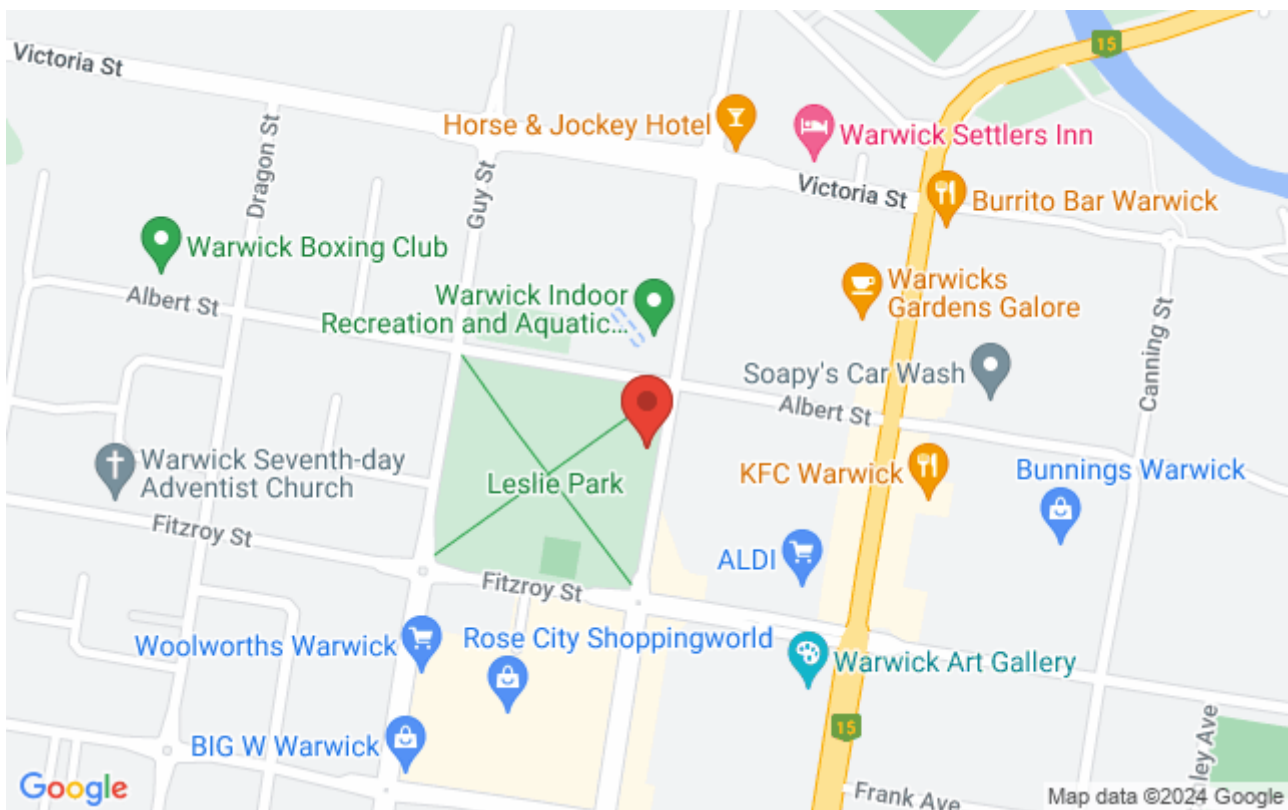 Victoria St
15
Horse & Jockey Hotel
Warwick Settlers Inn
Dragon St
Guy St
Victoria St
Burrito Bar Warwick
Warwick Boxing Club
Albert St
Warwick Indoor
Recreation and Aquatic...
Warwicks
Gardens Galore
Canning St
Soapy's Car Wash
Albert St
Warwick Seventh-day
Adventist Church
Leslie Park
KFC Warwick
Bunnings Warwick
Fitzroy St
ALDI
Fitzroy St
Woolworths Warwick
Rose City Shoppingworld
Warwick Art Gallery
BIG W Warwick
15
ley Ave
Google
Frank Ave
Map data ©2024 Google